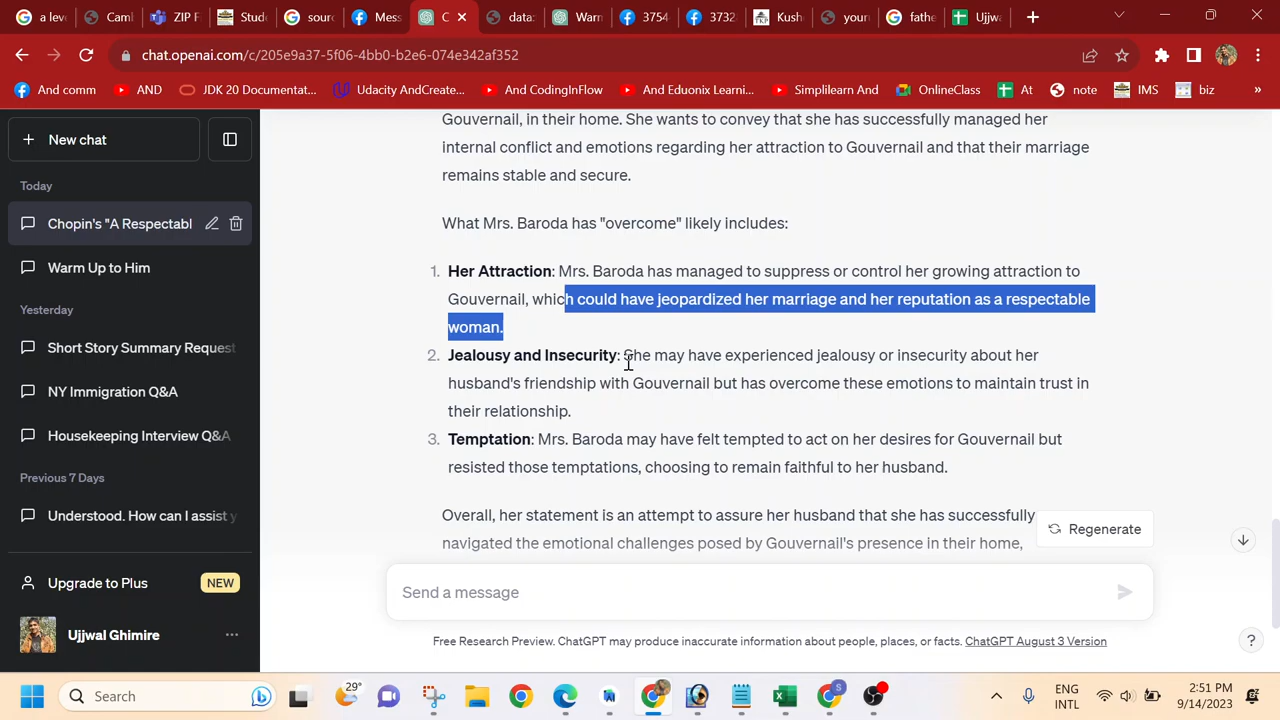 a leve
Camb
ZIP F
Stude
sourc
Mess
C
data:
Warn
3754
3732
Kush
your
fathe
Ujjwa
chat.openai.com/c/205e9a37-5f06-4bb0-b2e6-074e342af352
And comm
AND
JDK 20 Documentat...
Udacity AndCreate...
And CodingInFlow
And Eduonix Learni...
Simplilearn And
OnlineClass
At
note
IMS
biz
»
New chat
Today
Chopin's "A Respectabl
Warm Up to Him
Yesterday
Short Story Summary Request
NY Immigration Q&A
Housekeeping Interview Q&A
Previous 7 Days
Understood. How can I assist y
Upgrade to Plus
NEW
Ujjwal Ghimire
Gouvernail, in their home. She wants to convey that she has successfully managed her
internal conflict and emotions regarding her attraction to Gouvernail and that their marriage
remains stable and secure.
What Mrs. Baroda has "overcome" likely includes:
1. Her Attraction: Mrs. Baroda has managed to suppress or control her growing attraction to
Gouvernail, which could have jeopardized her marriage and her reputation as a respectable
woman.
2. Jealousy and Insecurity: She may have experienced jealousy or insecurity about her
husband's friendship with Gouvernail but has overcome these emotions to maintain trust in
their relationship.
3. Temptation: Mrs. Baroda may have felt tempted to act on her desires for Gouvernail but
resisted those temptations, choosing to remain faithful to her husband.
Overall, her statement is an attempt to assure her husband that she has successfully
navigated the emotional challenges posed by Gouvernail's presence in their home,
Regenerate
Send a message
Free Research Preview. ChatGPT may produce inaccurate information about people, places, or facts. ChatGPT August 3 Version
?
Search
29°
ENG
INTL
2:51 PM
9/14/2023